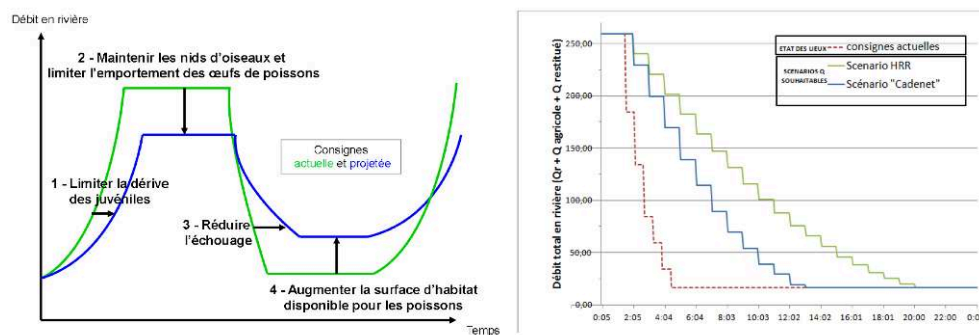 Débit en rivière
2 - Maintenir les nids d'oiseaux et
limiter l'emportement des œufs de poissons
Consignes
actuelle et projetée
1 - Limiter la dérive
des juvéniles
3 - Réduire
l'échouage
4 - Augmenter la surface d'habitat
disponible pour les poissons
Temps
Débit total en rivière (Qr + Q agricole + Q restitué)
250,00
200,00
150,00
100,00
50,00
0,00
ETAT DES LIEUX
consignes actuelles
SCENARIOS Q
SOUHAITABLES
Scenario HRR
Scénario "Cadenet"
0:05 2:05 4:04 6:04 8:03 10:03 12:02 14:02 16:01 18:01 20:00 22:00